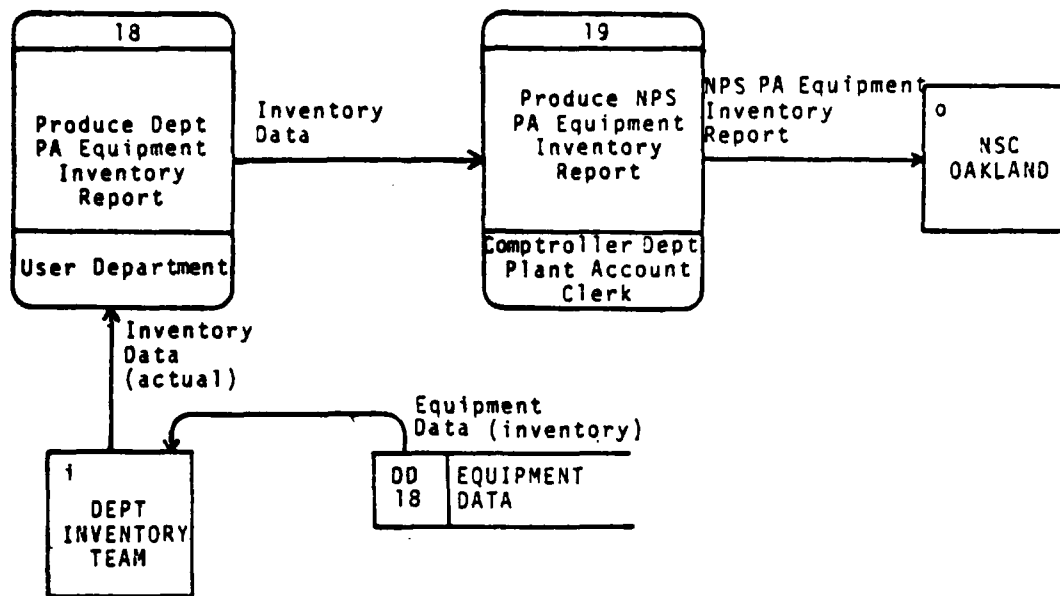 18
Produce Dept
PA Equipment
Inventory
Report
User Department
Inventory
Data
19
Produce NPS
PA Equipment
Inventory
Report
Comptroller Dept
Plant Account
Clerk
NPS PA Equipment
Inventory
Report
o
NSC
OAKLAND
Inventory
Data
(actual)
Equipment
Data (inventory)
i
DEPT
INVENTORY
TEAM
DD
18
EQUIPMENT
DATA